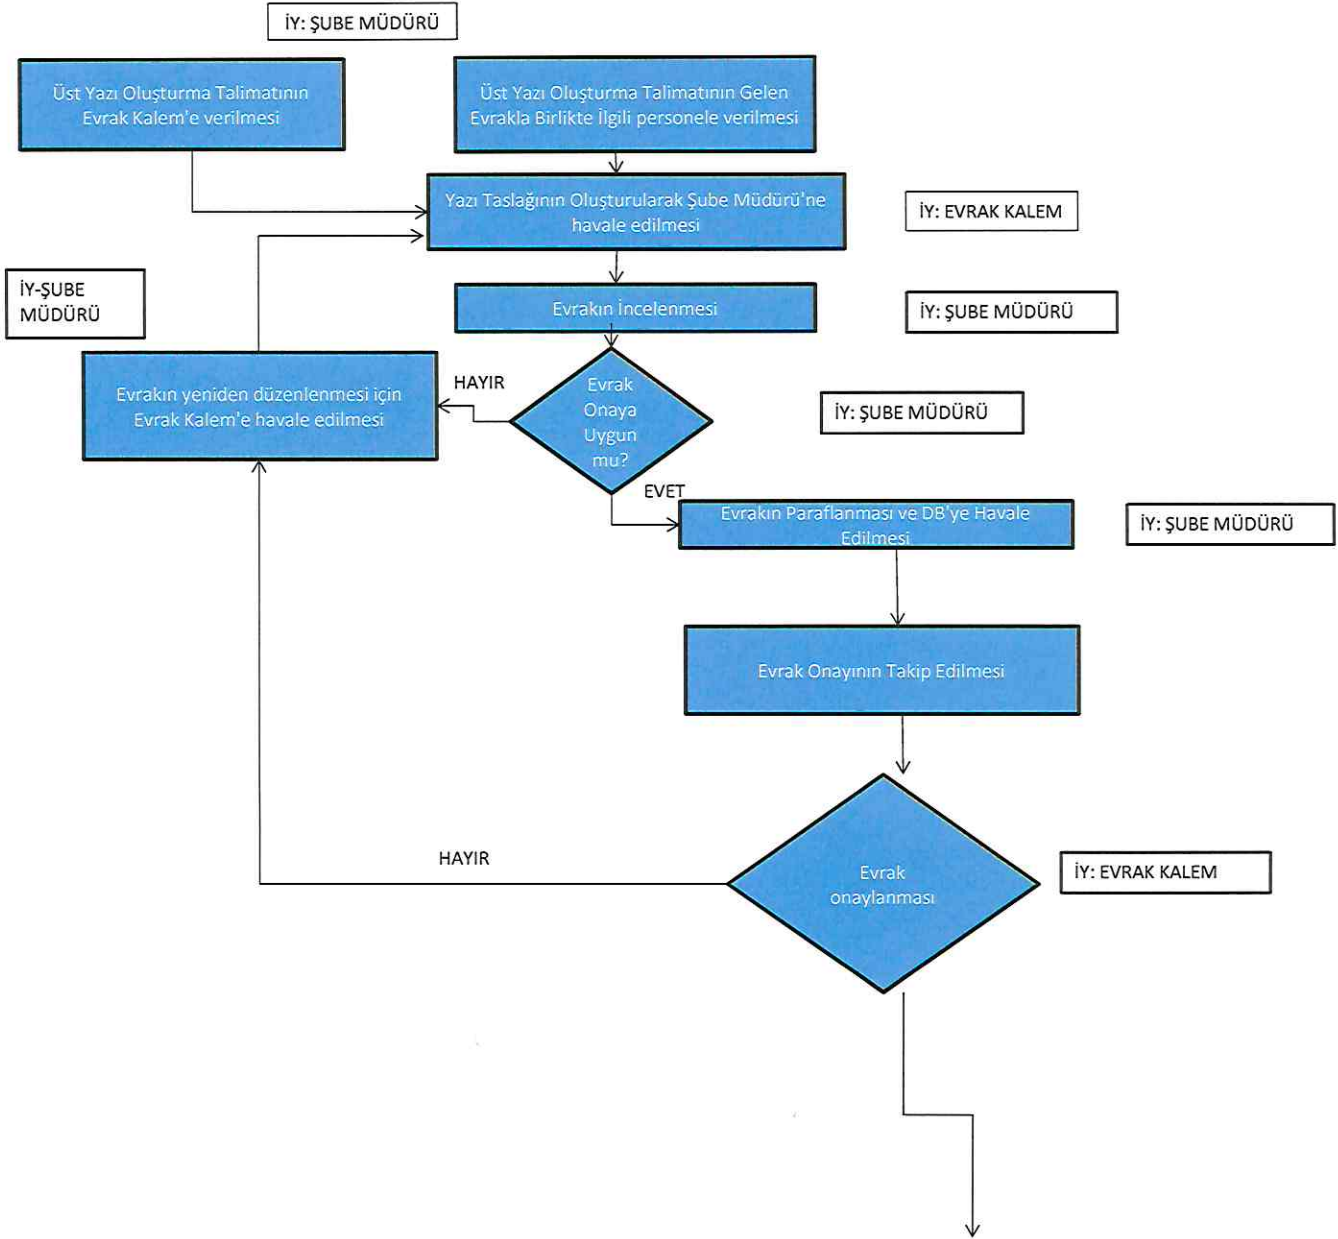 İY: ŞUBE MÜDÜRÜ
Üst Yazı Oluşturma Talimatının
Evrak Kalem'e verilmesi
Üst Yazı Oluşturma Talimatının Gelen
Evrakla Birlikte İlgili personele verilmesi
Yazı Taslağının Oluşturularak Şube Müdürü'ne
havale edilmesi
İY: EVRAK KALEM
İY-ŞUBE
MÜDÜRÜ
Evrakın İncelenmesi
İY: ŞUBE MÜDÜRÜ
Evrakın yeniden düzenlenmesi için
Evrak Kalem'e havale edilmesi
HAYIR
Evrak
Onaya
Uygun
mu?
İY: ŞUBE MÜDÜRÜ
EVET
Evrakın Paraflanması ve DB'ye Havale
Edilmesi
İY: ŞUBE MÜDÜRÜ
Evrak Onayının Takip Edilmesi
HAYIR
Evrak
onaylanması
İY: EVRAK KALEM